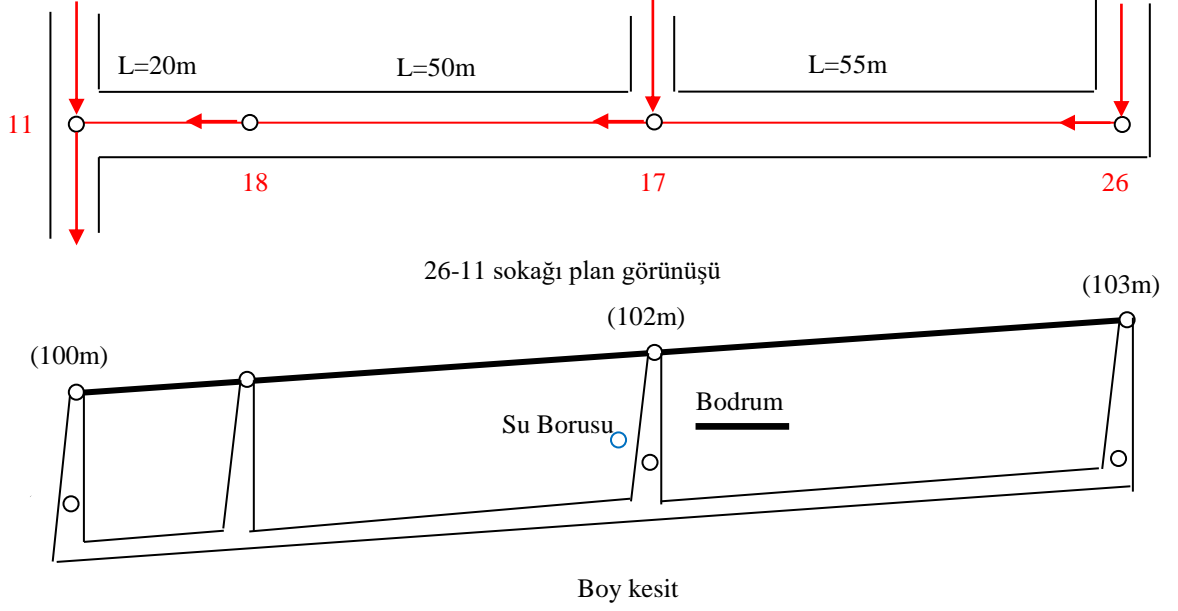 L=20m
L=50m
L=55m
11
18
17
26
26-11 sokağı plan görünüşü
(103m)
(102m)
(100m)
Bodrum
Su Borusu
Boy kesit